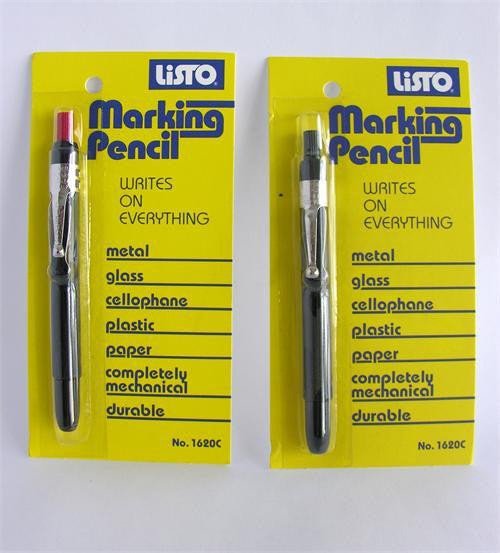 LISTO
Marking
Pencil
WRITES
ON
EVERYTHING
metal
glass
cellophane
plastic
paper
completely
mechanical
durable
No. 1620C
LISTO
Marking
Pencil
WRITES
ON
EVERYTHING
metal
glass
cellophane
plastic
paper
completely
mechanical
durable
No. 1620C